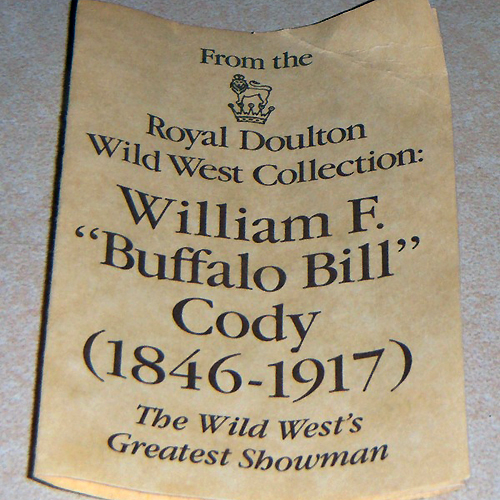 From the
Royal Doulton
Wild West Collection:
William F.
“Buffalo Bill”
Cody
(1846-1917)
The Wild West's
Greatest Showman